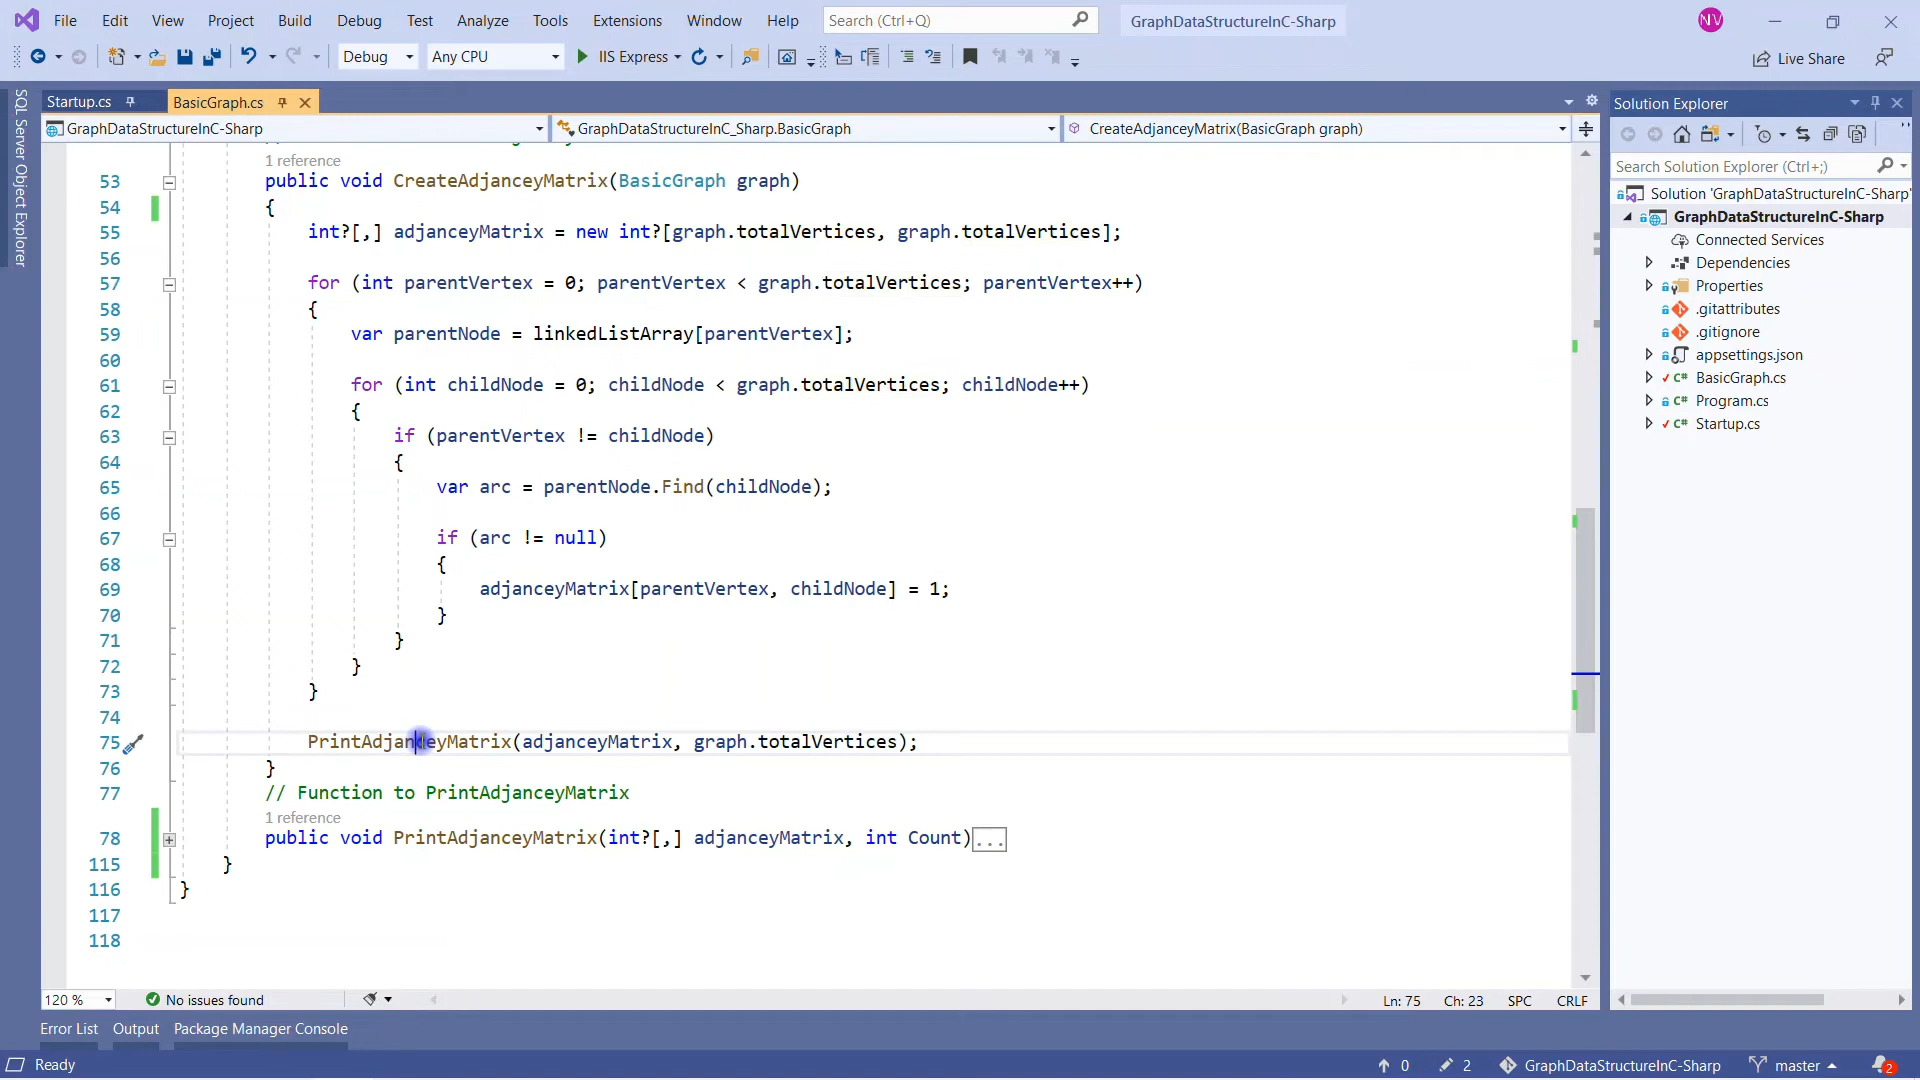 File Edit View Project Build Debug Test Analyze Tools Extensions Window Help Search (Ctrl+Q) GraphDataStructureInC-Sharp NV
Debug Any CPU IIS Express Live Share
SQL Server Object Explorer
Startup.cs BasicGraph.cs
GraphDataStructureInC-Sharp GraphDataStructureInC_Sharp.BasicGraph CreateAdjanceyMatrix(BasicGraph graph)
1 reference
53 public void CreateAdjanceyMatrix(BasicGraph graph)
54 {
55 int?[,] adjanceyMatrix = new int?[graph.totalVertices, graph.totalVertices];
56
57 for (int parentVertex = 0; parentVertex < graph.totalVertices; parentVertex++)
58 {
59 var parentNode = linkedListArray[parentVertex];
60
61 for (int childNode = 0; childNode < graph.totalVertices; childNode++)
62 {
63 if (parentVertex != childNode)
64 {
65 var arc = parentNode.Find(childNode);
66
67 if (arc != null)
68 {
69 adjanceyMatrix[parentVertex, childNode] = 1;
70 }
71 }
72 }
73 }
74
75 PrintAdjanceyMatrix(adjanceyMatrix, graph.totalVertices);
76 }
77 // Function to PrintAdjanceyMatrix
1 reference
78 public void PrintAdjanceyMatrix(int?[,] adjanceyMatrix, int Count)...
115 }
116 }
117
118
120 % No issues found Ln: 75 Ch: 23 SPC CRLF
Error List Output Package Manager Console
Ready 0 2 GraphDataStructureInC-Sharp master 2
Solution Explorer
Search Solution Explorer (Ctrl+;)
Solution 'GraphDataStructureInC-Sharp'
GraphDataStructureInC-Sharp
Connected Services
Dependencies
Properties
.gitattributes
.gitignore
appsettings.json
C# BasicGraph.cs
C# Program.cs
C# Startup.cs